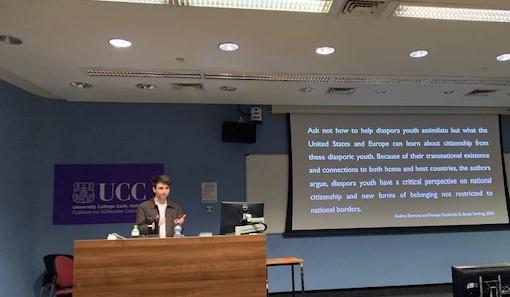 UCC
University College Cork, Ireland
Coláiste na hOllscoile Corcaigh
Ask not how to help diaspora youth assimilate but what the
United States and Europe can learn about citizenship from
these diasporic youth. Because of their transnational existence
and connections to both home and host countries, the authors
argue, diaspora youth have a critical perspective on national
citizenship and new forms of belonging not restricted to
national borders.